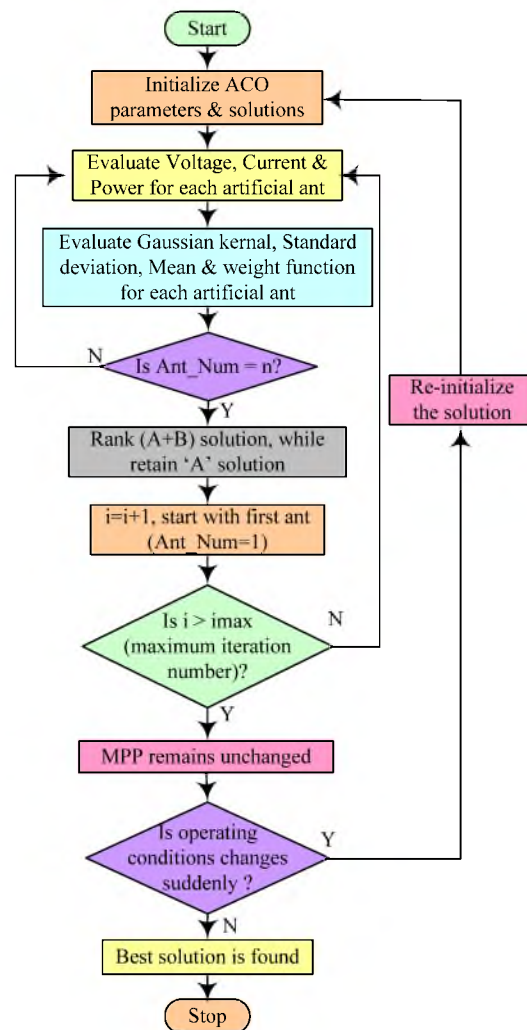 Start
Initialize ACO
parameters & solutions
Evaluate Voltage, Current &
Power for each artificial ant
Evaluate Gaussian kernal, Standard
deviation, Mean & weight function
for each artificial ant
N
Is Ant_Num = n?
Y
Re-initialize
the solution
Rank (A+B) solution, while
retain ‘A’ solution
i=i+1, start with first ant
(Ant_Num=1)
Is i > imax
(maximum iteration
number)?
N
Y
MPP remains unchanged
Is operating
conditions changes
suddenly ?
Y
N
Best solution is found
Stop